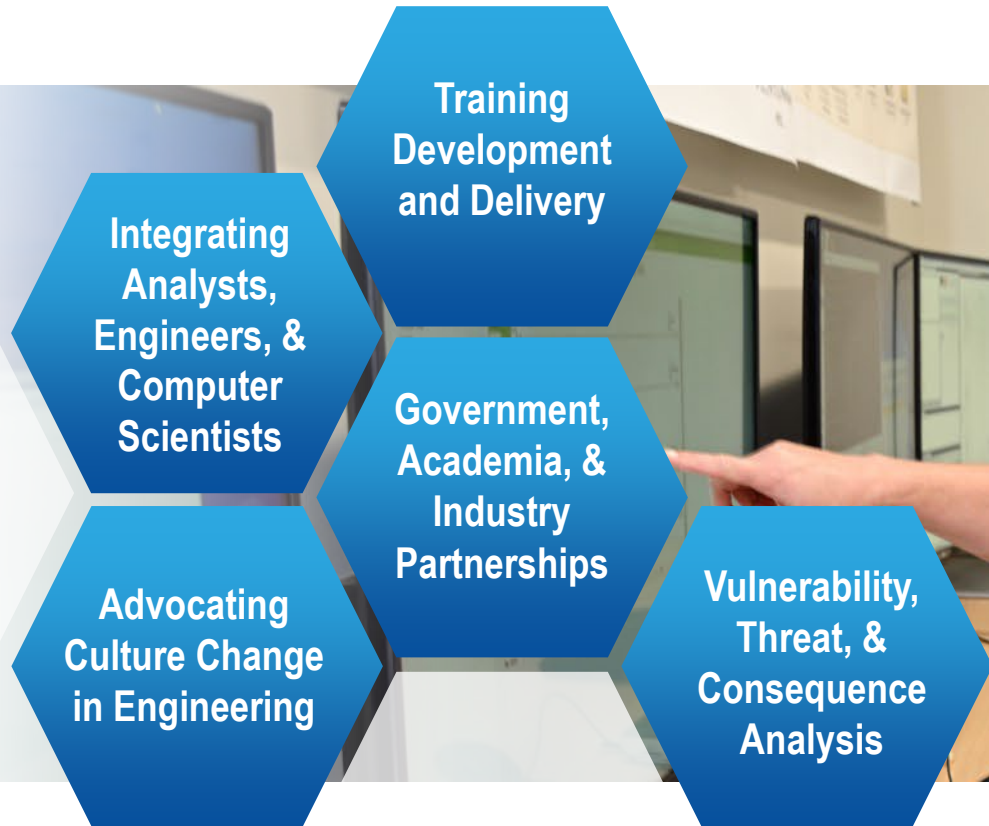 Training
Development
and Delivery
Integrating
Analysts,
Engineers, &
Computer
Scientists
Government,
Academia, &
Industry
Partnerships
Advocating
Culture Change
in Engineering
Vulnerability,
Threat, &
Consequence
Analysis